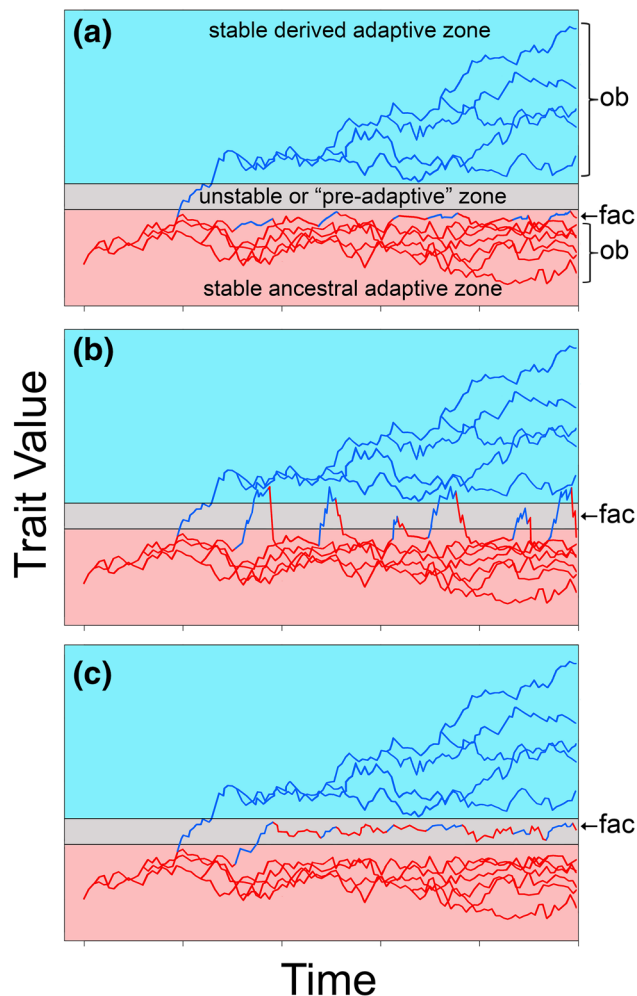 (a)
stable derived adaptive zone
ob
unstable or “pre-adaptive” zone
←fac
ob
stable ancestral adaptive zone
(b)
←fac
Trait Value
(c)
←fac
Time